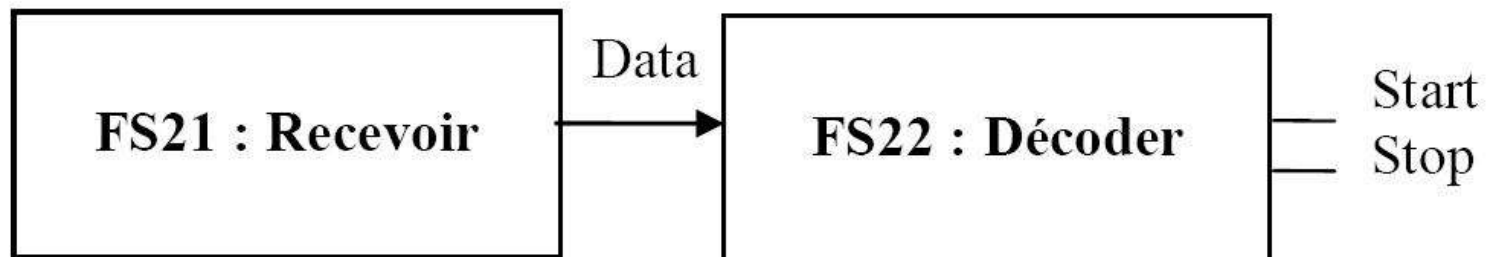 FS21 : Recevoir
Data
FS22 : Décoder
Start
Stop